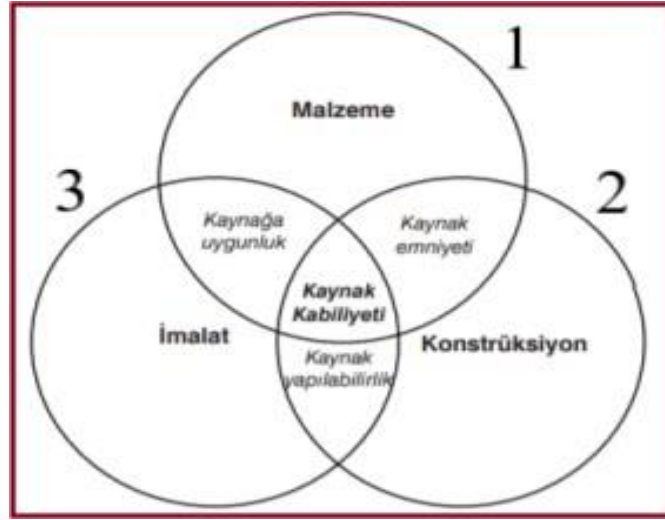 1
Malzeme
3
2
Kaynağa
uygunluk
Kaynak
emniyeti
Kaynak
Kabiliyeti
İmalat
Konstrüksiyon
Kaynak
yapılabilirlik